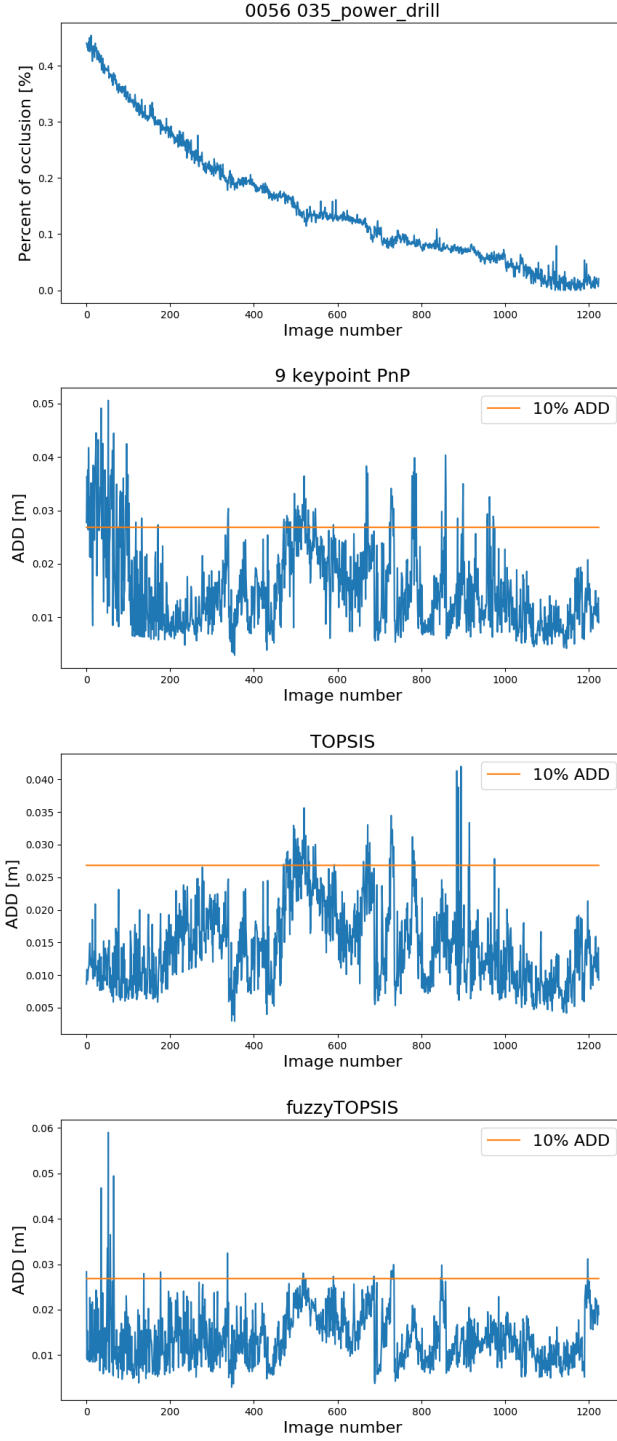 0056 035_power_drill
Percent of occlusion [%]
0.4
0.3
0.2
0.1
0.0
0 200 400 600 800 1000 1200
Image number
9 keypoint PnP
10% ADD
ADD [m]
0.05
0.04
0.03
0.02
0.01
0 200 400 600 800 1000 1200
Image number
TOPSIS
10% ADD
ADD [m]
0.040
0.035
0.030
0.025
0.020
0.015
0.010
0.005
0 200 400 600 800 1000 1200
Image number
fuzzyTOPSIS
10% ADD
ADD [m]
0.06
0.05
0.04
0.03
0.02
0.01
0 200 400 600 800 1000 1200
Image number